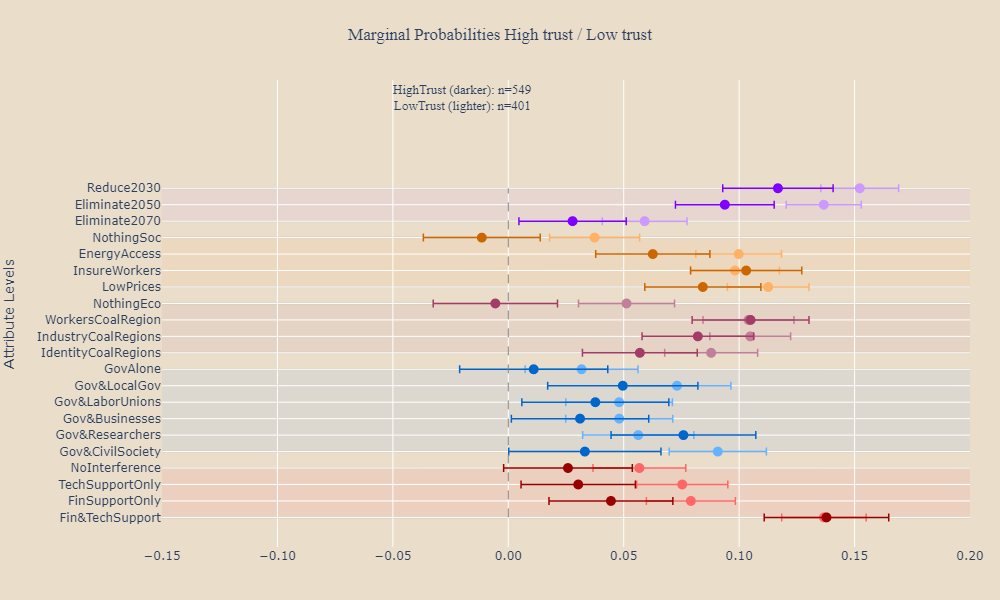 Marginal Probabilities High trust / Low trust
HighTrust (darker): n=549
LowTrust (lighter): n=401
Attribute Levels
Reduce2030
Eliminate2050
Eliminate2070
NothingSoc
EnergyAccess
InsureWorkers
LowPrices
NothingEco
WorkersCoalRegion
IndustryCoalRegions
IdentityCoalRegions
GovAlone
Gov&LocalGov
Gov&LaborUnions
Gov&Businesses
Gov&Researchers
Gov&CivilSociety
NoInterference
TechSupportOnly
FinSupportOnly
Fin&TechSupport
−0.15 −0.10 −0.05 0.00 0.05 0.10 0.15 0.20